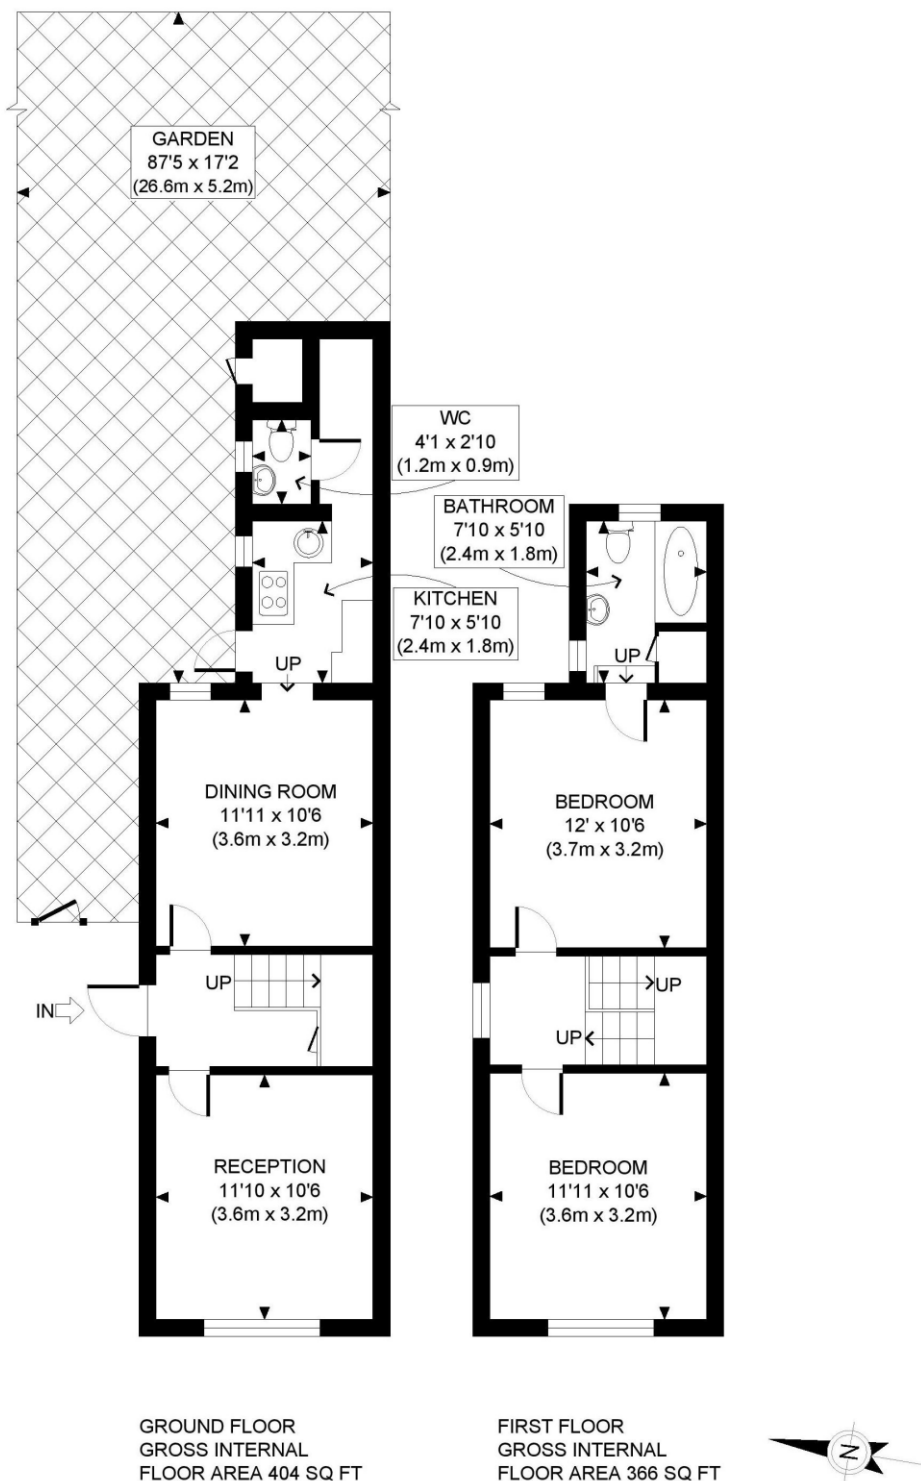 GARDEN
87'5 x 17'2
(26.6m x 5.2m)
WC
4'1 x 2'10
(1.2m x 0.9m)
BATHROOM
7'10 x 5'10
(2.4m x 1.8m)
KITCHEN
7'10 x 5'10
(2.4m x 1.8m)
UP
UP
DINING ROOM
11'11 x 10'6
(3.6m x 3.2m)
BEDROOM
12' x 10'6
(3.7m x 3.2m)
UP
UP
IN
UP
RECEPTION
11'10 x 10'6
(3.6m x 3.2m)
BEDROOM
11'11 x 10'6
(3.6m x 3.2m)
GROUND FLOOR
GROSS INTERNAL
FLOOR AREA 404 SQ FT
FIRST FLOOR
GROSS INTERNAL
FLOOR AREA 366 SQ FT
N